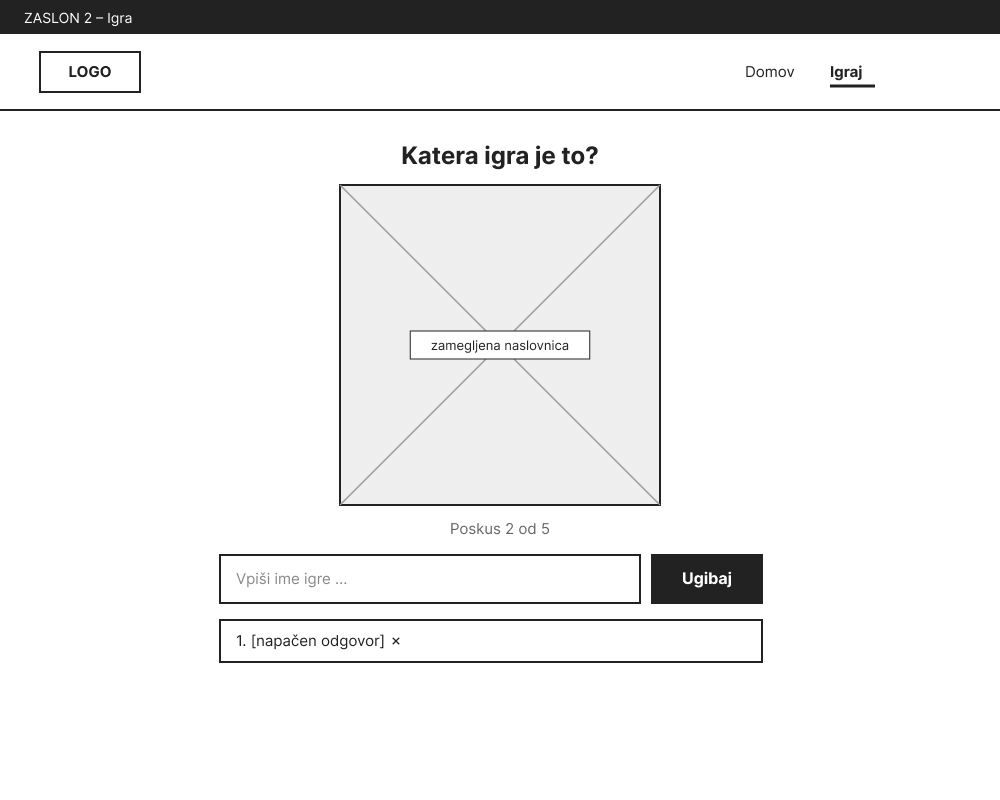 ZASLON 2 – Igra
LOGO
Domov
Igraj
Katera igra je to?
zamegljena naslovnica
Poskus 2 od 5
Vpiši ime igre ...
Ugibaj
1. [napačen odgovor] ×